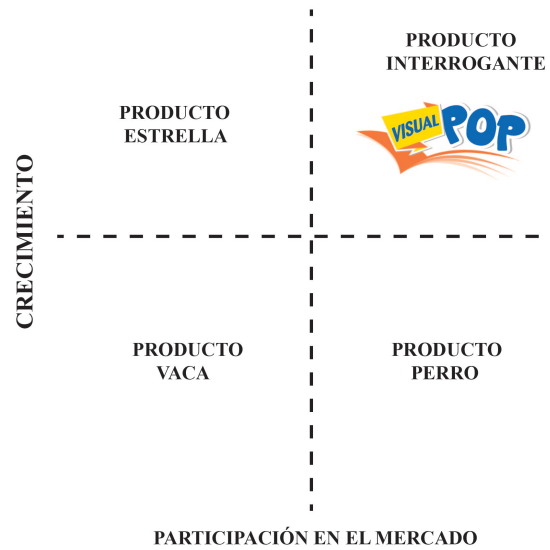 PRODUCTO
INTERROGANTE
VISUAL POP
PRODUCTO
ESTRELLA
CRECIMIENTO
PRODUCTO
VACA
PRODUCTO
PERRO
PARTICIPACIÓN EN EL MERCADO